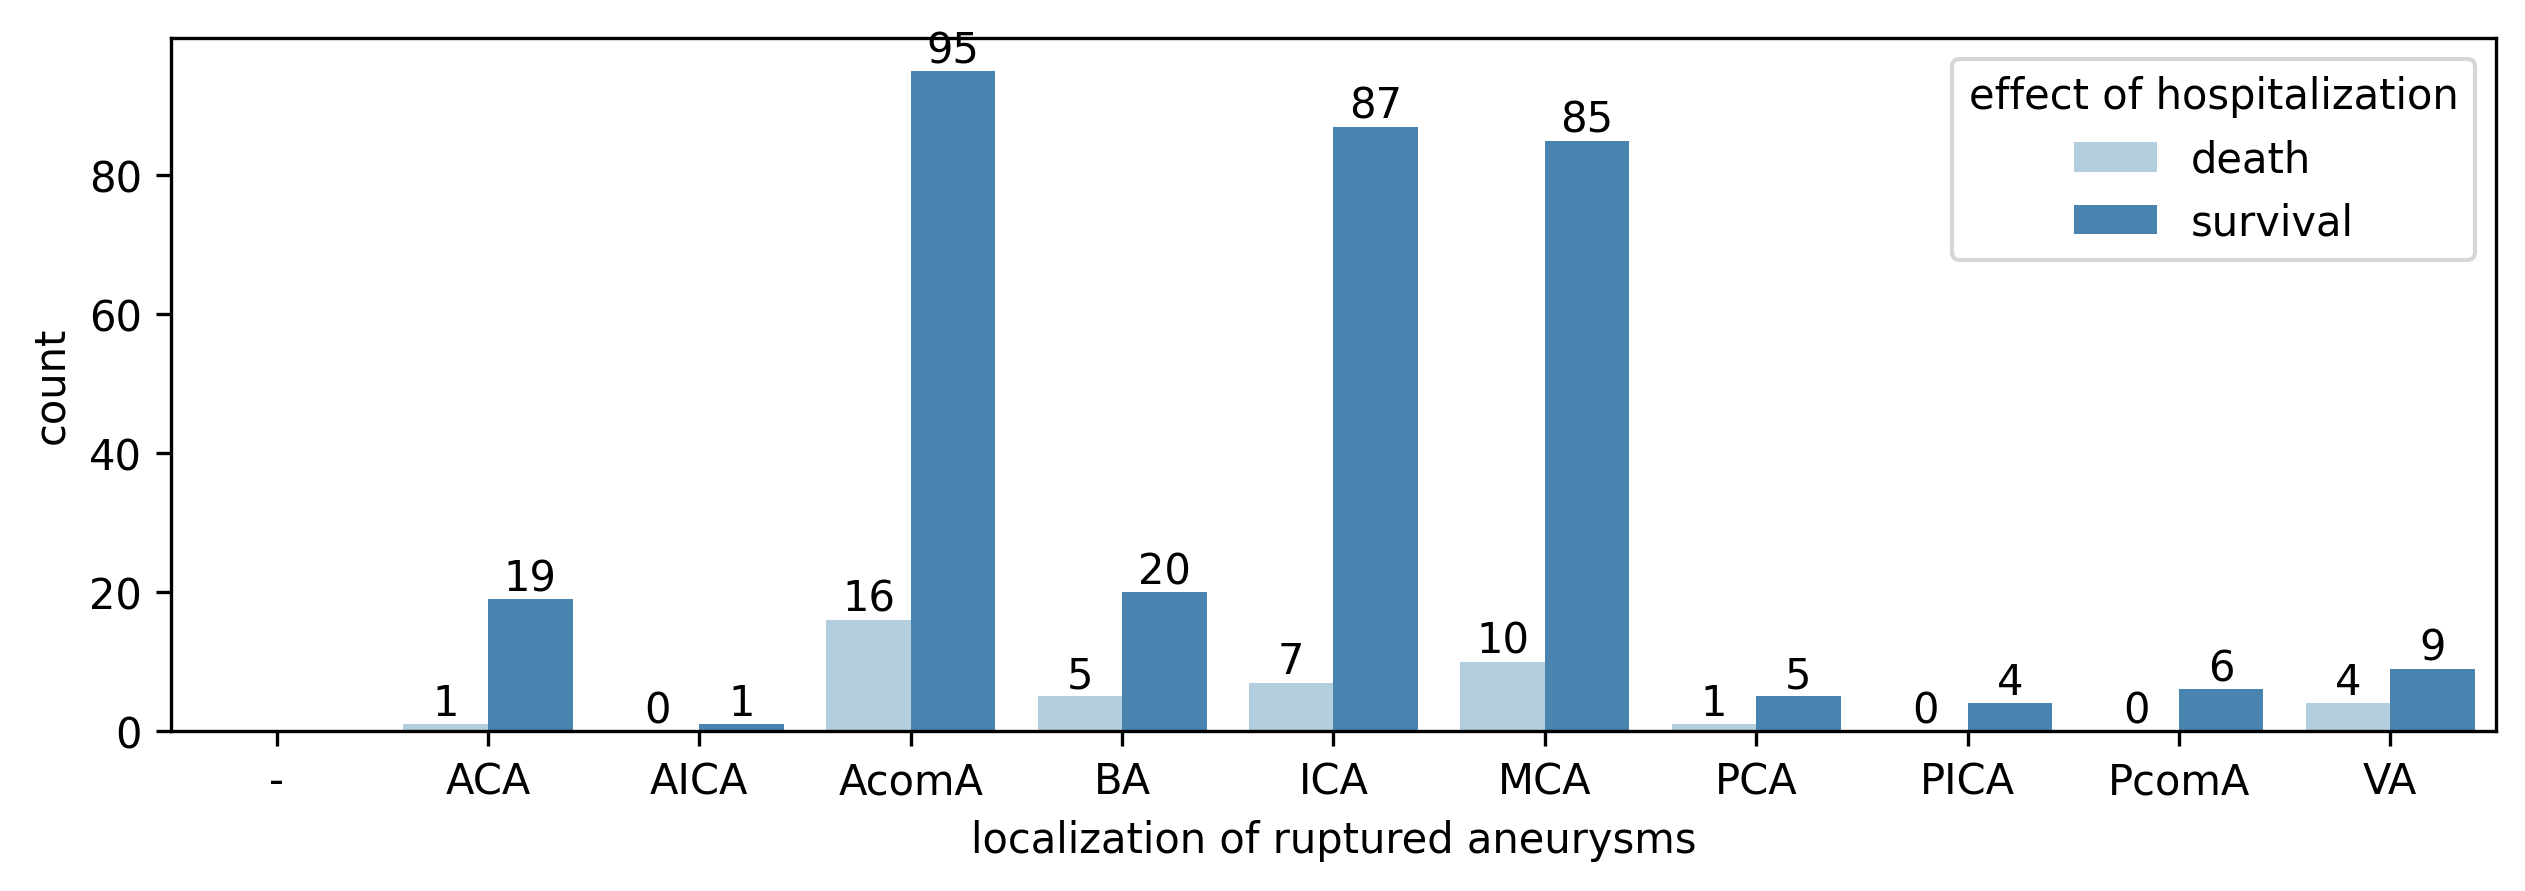 95
87
85
effect of hospitalization
death
survival
80
60
40
20
0
count
1
19
0
1
16
5
20
7
10
1
5
0
4
0
6
4
9
-
ACA
AICA
AcomA
BA
ICA
MCA
PCA
PICA
PcomA
VA
localization of ruptured aneurysms